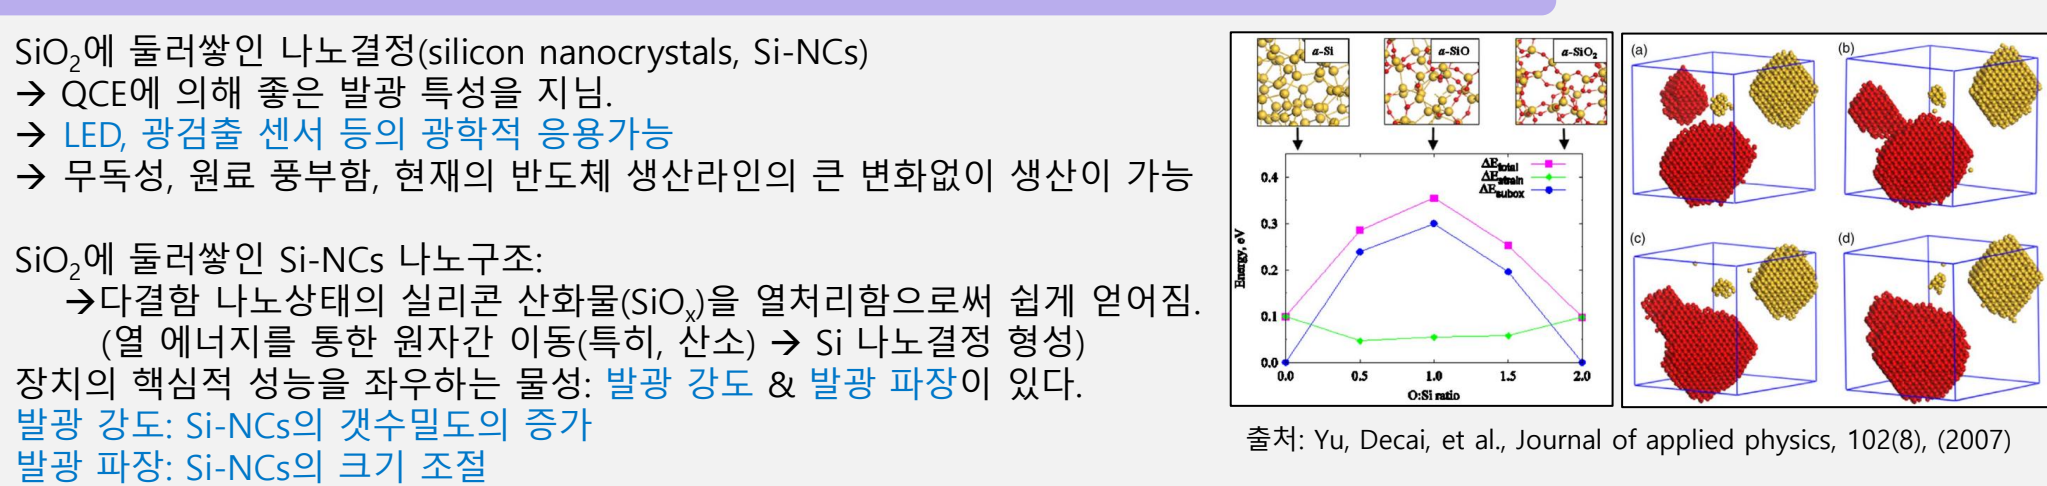 SiO₂에 둘러쌓인 나노결정(silicon nanocrystals, Si-NCs)
→ QCE에 의해 좋은 발광 특성을 지님.
→ LED, 광검출 센서 등의 광학적 응용가능
→ 무독성, 원료 풍부함, 현재의 반도체 생산라인의 큰 변화없이 생산이 가능
SiO₂에 둘러쌓인 Si-NCs 나노구조:
→다결함 나노상태의 실리콘 산화물(SiOₓ)을 열처리함으로써 쉽게 얻어짐.
(열 에너지를 통한 원자간 이동(특히, 산소) → Si 나노결정 형성)
장치의 핵심적 성능을 좌우하는 물성: 발광 강도 & 발광 파장이 있다.
발광 강도: Si-NCs의 갯수밀도의 증가
발광 파장: Si-NCs의 크기 조절
a-Si
a-SiO
a-SiO₂
ΔE_total
ΔE_strain
ΔE_subox
Energy, eV
0.4
0.3
0.2
0.1
0.0
0.0 0.5 1.0 1.5 2.0
O:Si ratio
(a)
(b)
(c)
(d)
출처: Yu, Decai, et al., Journal of applied physics, 102(8), (2007)